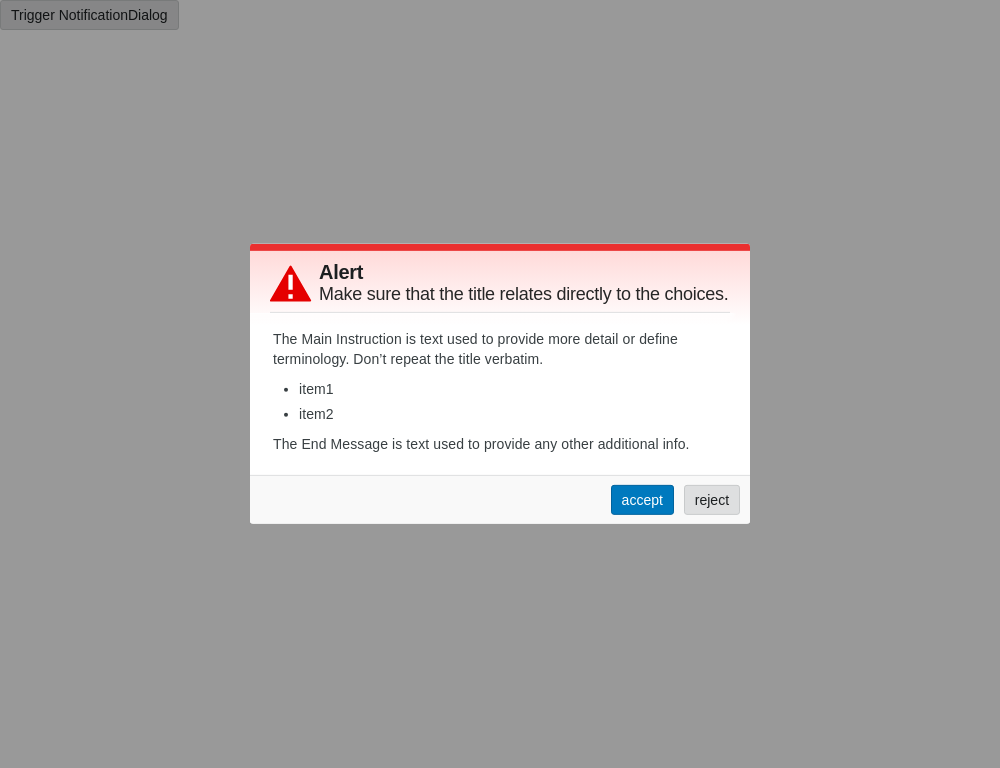 Trigger NotificationDialog
Alert
Make sure that the title relates directly to the choices.
The Main Instruction is text used to provide more detail or define
terminology. Don’t repeat the title verbatim.
• item1
• item2
The End Message is text used to provide any other additional info.
accept
reject